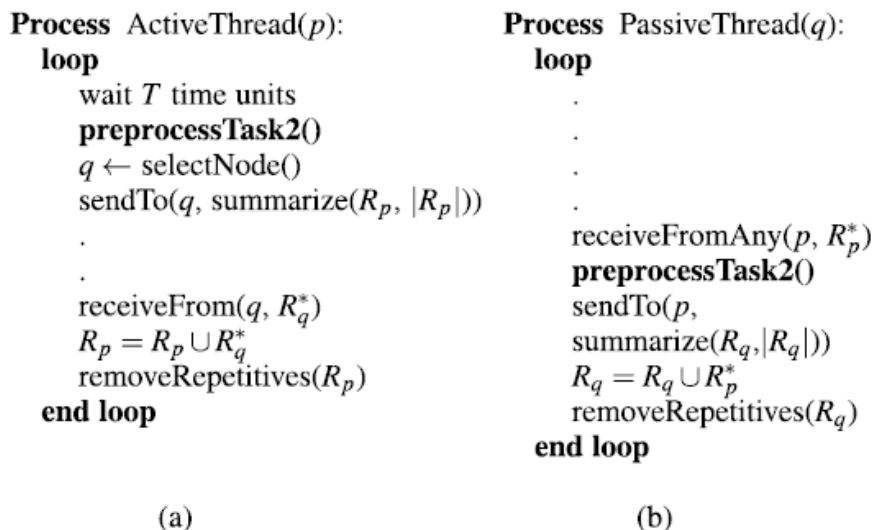 Process ActiveThread(p):
loop
wait T time units
preprocessTask2()
q ← selectNode()
sendTo(q, summarize(R_p, |R_p|))
.
.
receiveFrom(q, R_q^*)
R_p = R_p ∪ R_q^*
removeRepetitives(R_p)
end loop
(a)
Process PassiveThread(q):
loop
.
.
.
.
receiveFromAny(p, R_p^*)
preprocessTask2()
sendTo(p,
summarize(R_q,|R_q|))
R_q = R_q ∪ R_p^*
removeRepetitives(R_q)
end loop
(b)